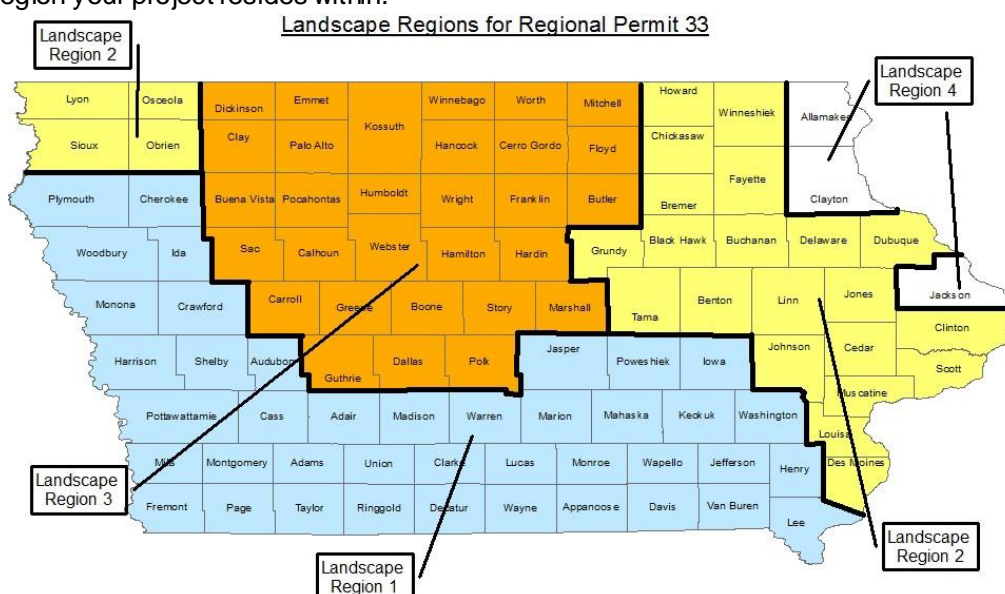 egion your project resides within.
Landscape Regions for Regional Permit 33
Landscape
Region 2
Landscape
Region 4
Lyon
Osceola
Dickinson
Emmet
Kossuth
Winnebago
Worth
Mitchell
Howard
Winneshiek
Allamakee
Sioux
Obrien
Clay
Palo Alto
Hancock
Cerro Gordo
Floyd
Chickasaw
Plymouth
Cherokee
Buena Vista
Pocahontas
Humboldt
Wright
Franklin
Butler
Bremer
Fayette
Clayton
Woodbury
Ida
Sac
Calhoun
Webster
Hamilton
Hardin
Grundy
Black Hawk
Buchanan
Delaware
Dubuque
Monona
Crawford
Carroll
Greene
Boone
Story
Marshall
Tama
Benton
Linn
Jones
Jackson
Harrison
Shelby
Audubon
Guthrie
Dallas
Polk
Jasper
Poweshiek
Iowa
Johnson
Cedar
Clinton
Scott
Muscatine
Pottawattamie
Cass
Adair
Madison
Warren
Marion
Mahaska
Keokuk
Washington
Louisa
Mills
Montgomery
Adams
Union
Clarke
Lucas
Monroe
Wapello
Jefferson
Henry
Des Moines
Fremont
Page
Taylor
Ringgold
Decatur
Wayne
Appanoose
Davis
Van Buren
Lee
Landscape
Region 3
Landscape
Region 1
Landscape
Region 2